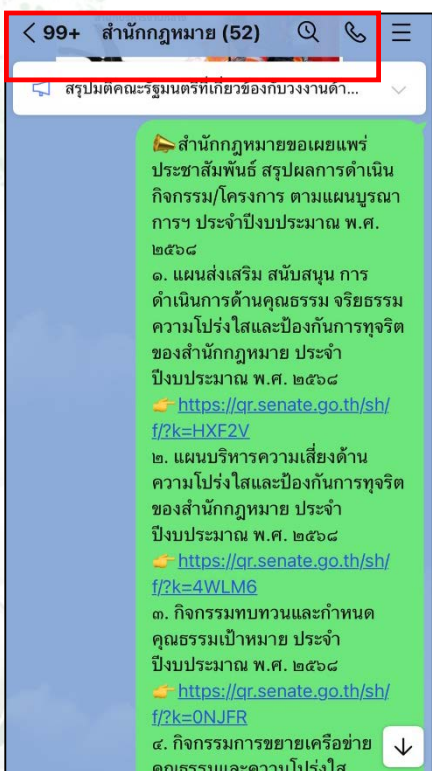 99+ สำนักกฎหมาย (52)
สรุปมติคณะรัฐมนตรีที่เกี่ยวข้องกับวงงานด้า...
สำนักกฎหมายขอเผยแพร่
ประชาสัมพันธ์ สรุปผลการดำเนิน
กิจกรรม/โครงการ ตามแผนบูรณา
การฯ ประจำปีงบประมาณ พ.ศ.
๒๕๖๘
๑. แผนส่งเสริม สนับสนุน การ
ดำเนินการด้านคุณธรรม จริยธรรม
ความโปร่งใสและป้องกันการทุจริต
ของสำนักกฎหมาย ประจำ
ปีงบประมาณ พ.ศ. ๒๕๖๘
👉https://qr.senate.go.th/sh/
f/?k=HXF2V
๒. แผนบริหารความเสี่ยงด้าน
ความโปร่งใสและป้องกันการทุจริต
ของสำนักกฎหมาย ประจำ
ปีงบประมาณ พ.ศ. ๒๕๖๘
👉https://qr.senate.go.th/sh/
f/?k=4WLM6
๓. กิจกรรมทบทวนและกำหนด
คุณธรรมเป้าหมาย ประจำ
ปีงบประมาณ พ.ศ. ๒๕๖๘
👉https://qr.senate.go.th/sh/
f/?k=0NJFR
๔. กิจกรรมการขยายเครือข่าย
คุณธรรมและความโปร่งใส